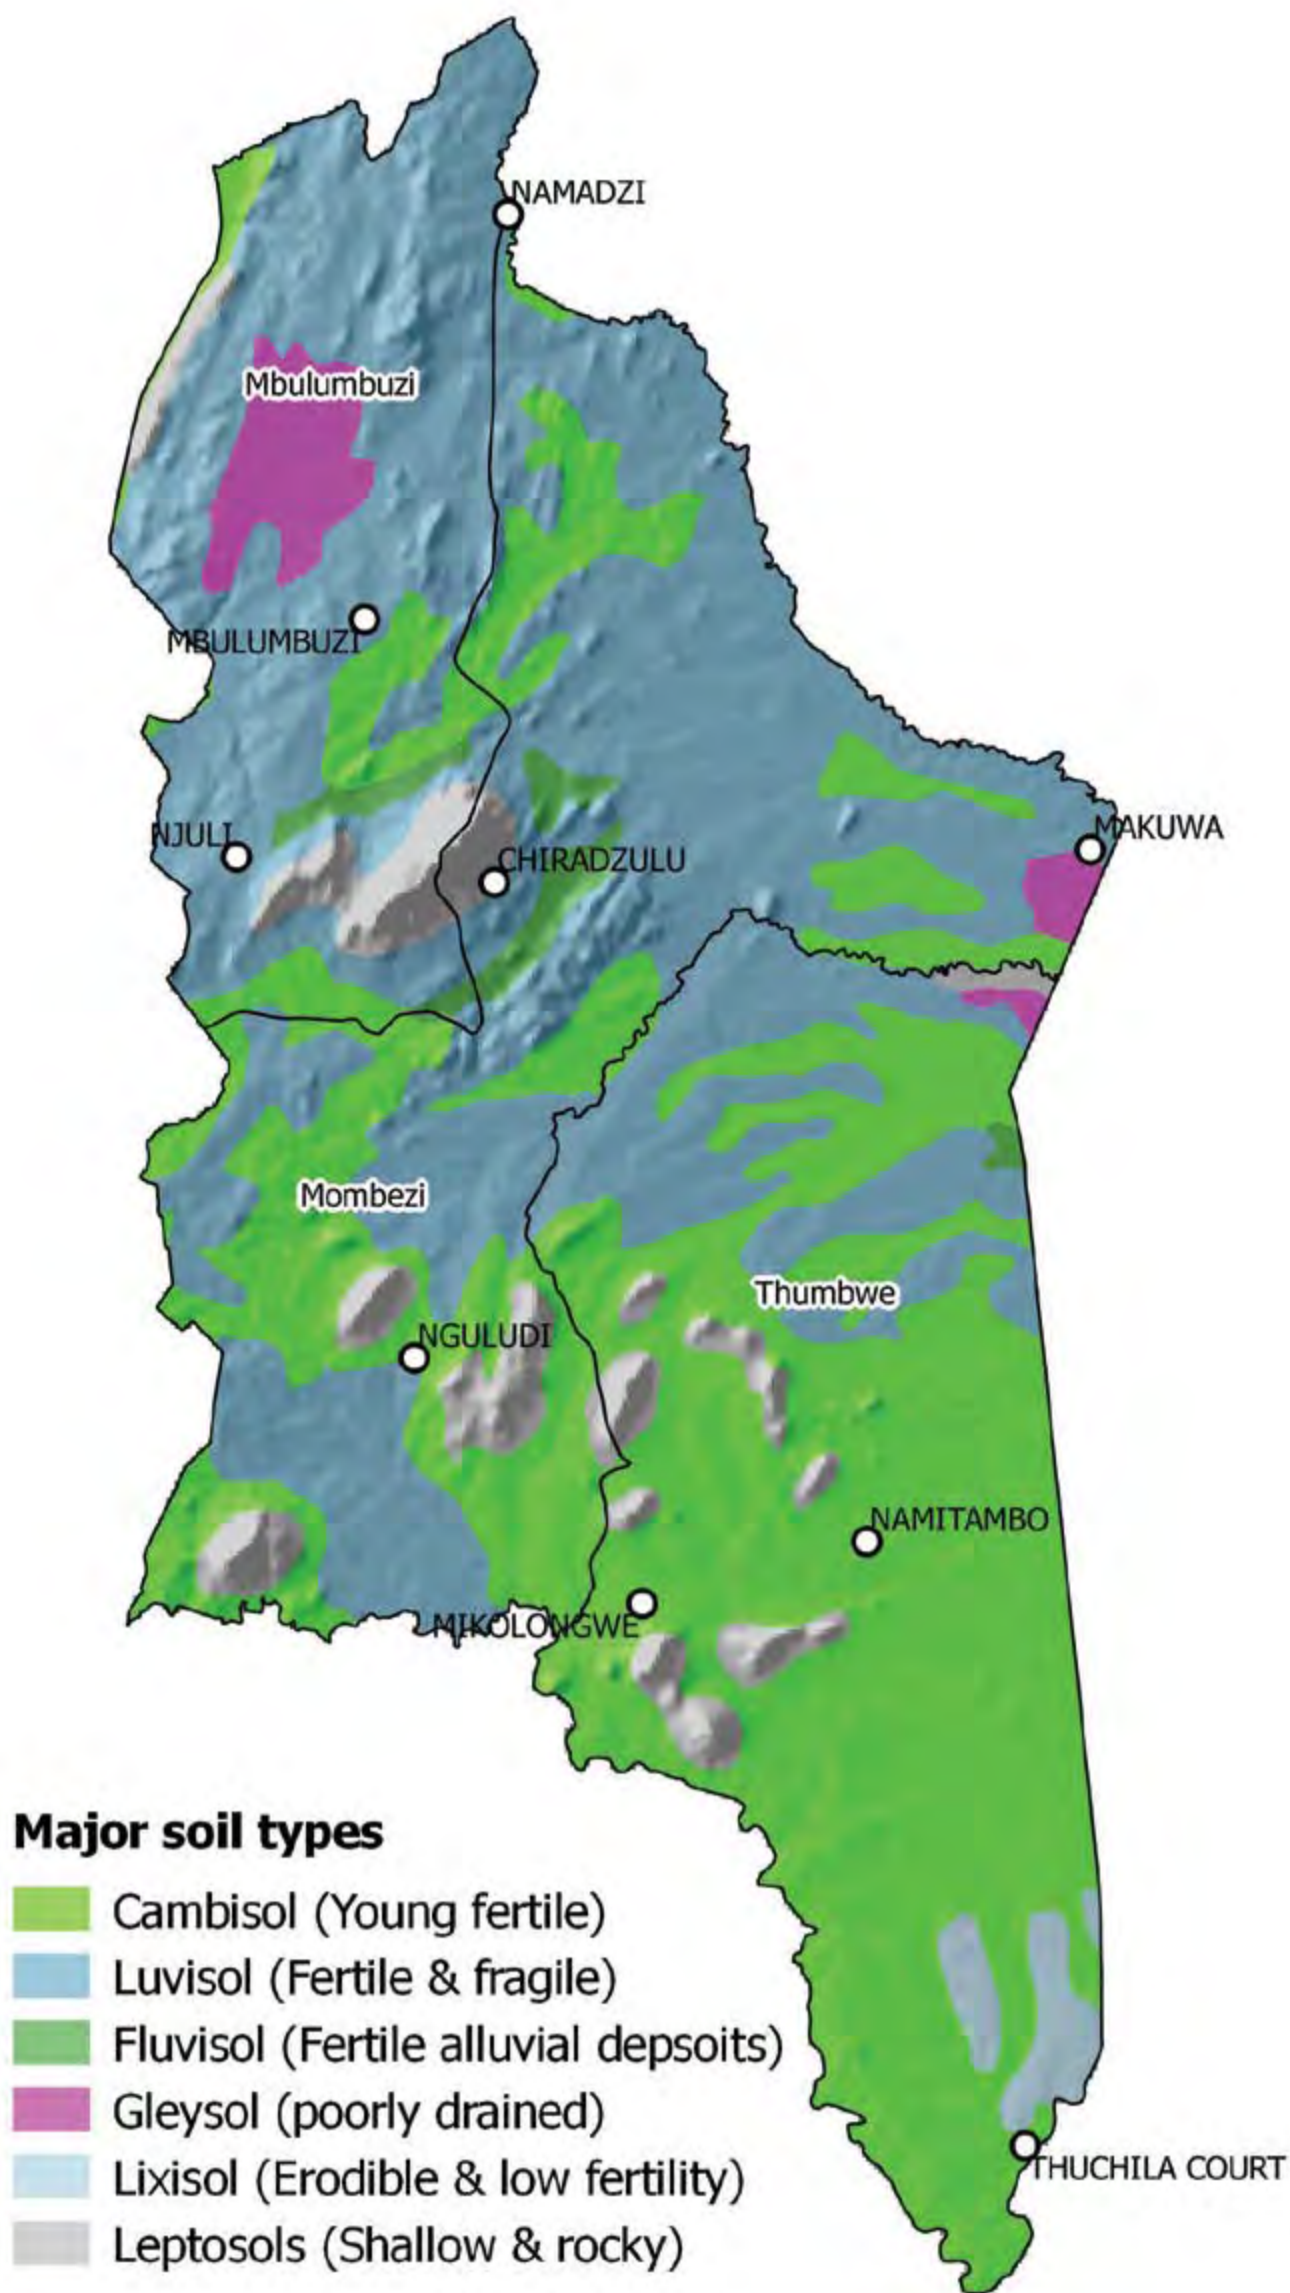 NAMADZI
Mbulumbuzi
MBULUMBUZI
NJULI
CHIRADZULU
MAKUWA
Mombezi
Thumbwe
NGULUDI
NAMITAMBO
MIKOLONGWE
Major soil types
Cambisol (Young fertile)
Luvisol (Fertile & fragile)
Fluvisol (Fertile alluvial depsoits)
Gleysol (poorly drained)
Lixisol (Erodible & low fertility)
THUCHILA COURT
Leptosols (Shallow & rocky)